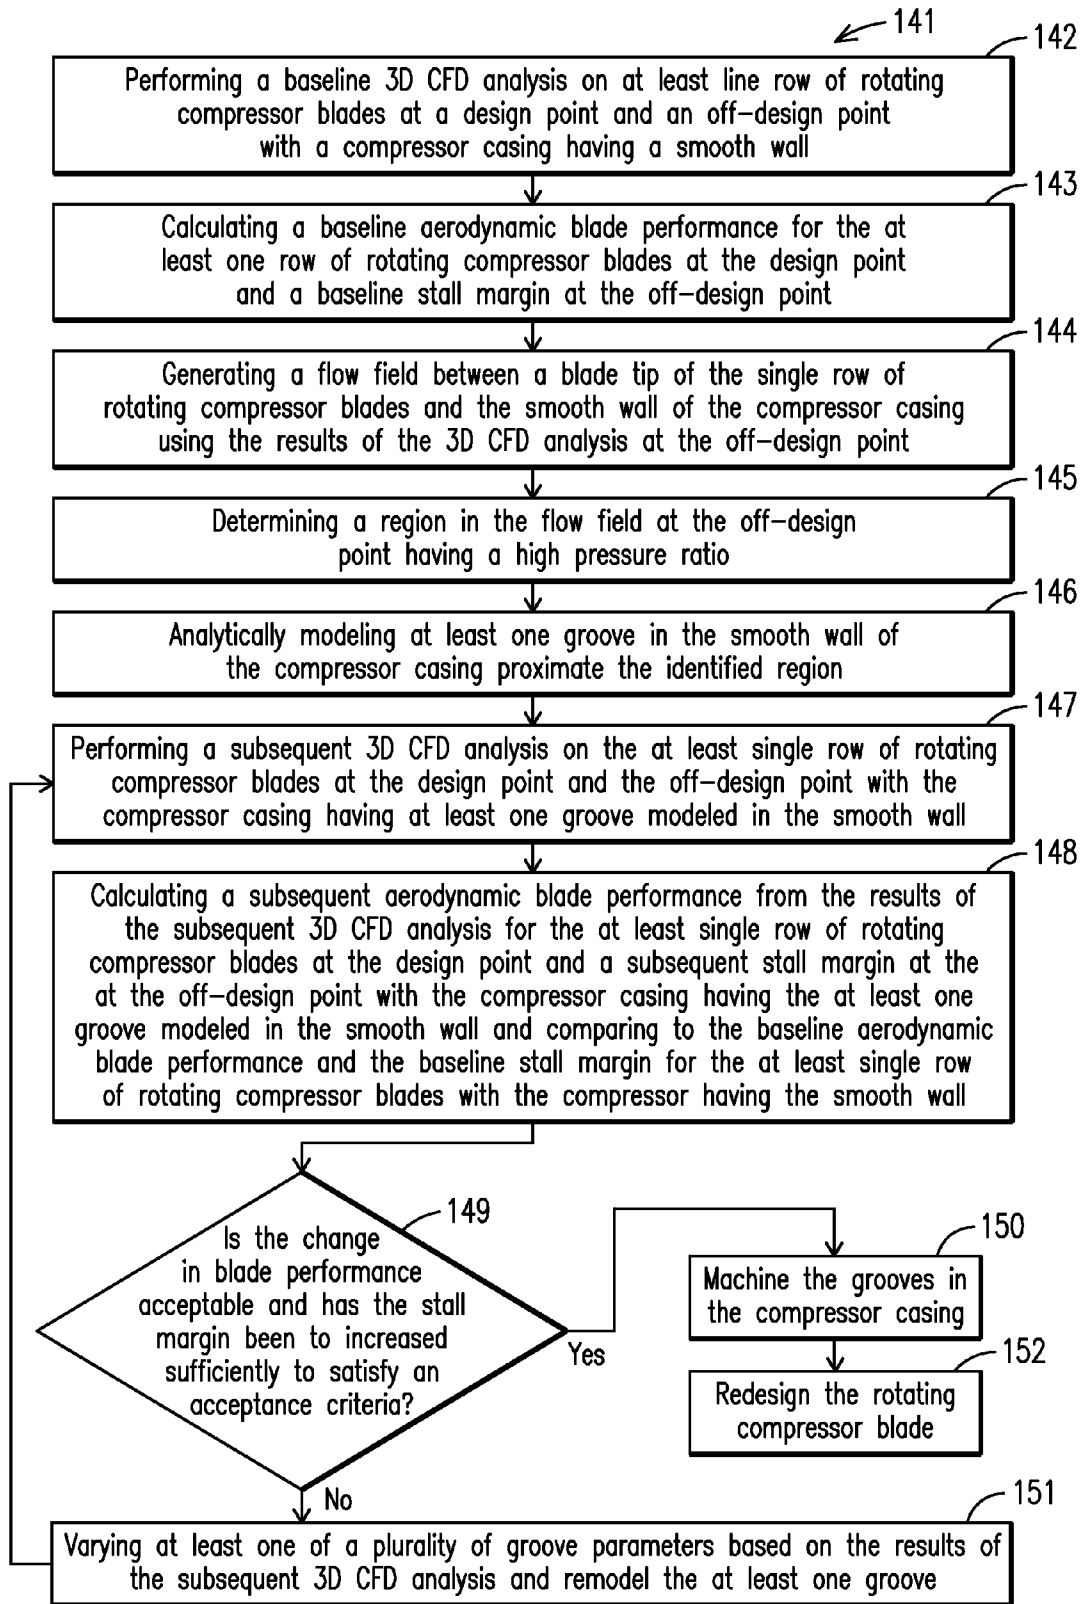 141
142
Performing a baseline 3D CFD analysis on at least line row of rotating
compressor blades at a design point and an off-design point
with a compressor casing having a smooth wall
143
Calculating a baseline aerodynamic blade performance for the at
least one row of rotating compressor blades at the design point
and a baseline stall margin at the off-design point
144
Generating a flow field between a blade tip of the single row of
rotating compressor blades and the smooth wall of the compressor casing
using the results of the 3D CFD analysis at the off-design point
145
Determining a region in the flow field at the off-design
point having a high pressure ratio
146
Analytically modeling at least one groove in the smooth wall of
the compressor casing proximate the identified region
147
Performing a subsequent 3D CFD analysis on the at least single row of rotating
compressor blades at the design point and the off-design point with the
compressor casing having at least one groove modeled in the smooth wall
148
Calculating a subsequent aerodynamic blade performance from the results of
the subsequent 3D CFD analysis for the at least single row of rotating
compressor blades at the design point and a subsequent stall margin at the
at the off-design point with the compressor casing having the at least one
groove modeled in the smooth wall and comparing to the baseline aerodynamic
blade performance and the baseline stall margin for the at least single row
of rotating compressor blades with the compressor having the smooth wall
149
Is the change
in blade performance
acceptable and has the stall
margin been to increased
sufficiently to satisfy an
acceptance criteria?
Yes
150
Machine the grooves in
the compressor casing
152
Redesign the rotating
compressor blade
No
151
Varying at least one of a plurality of groove parameters based on the results of
the subsequent 3D CFD analysis and remodel the at least one groove